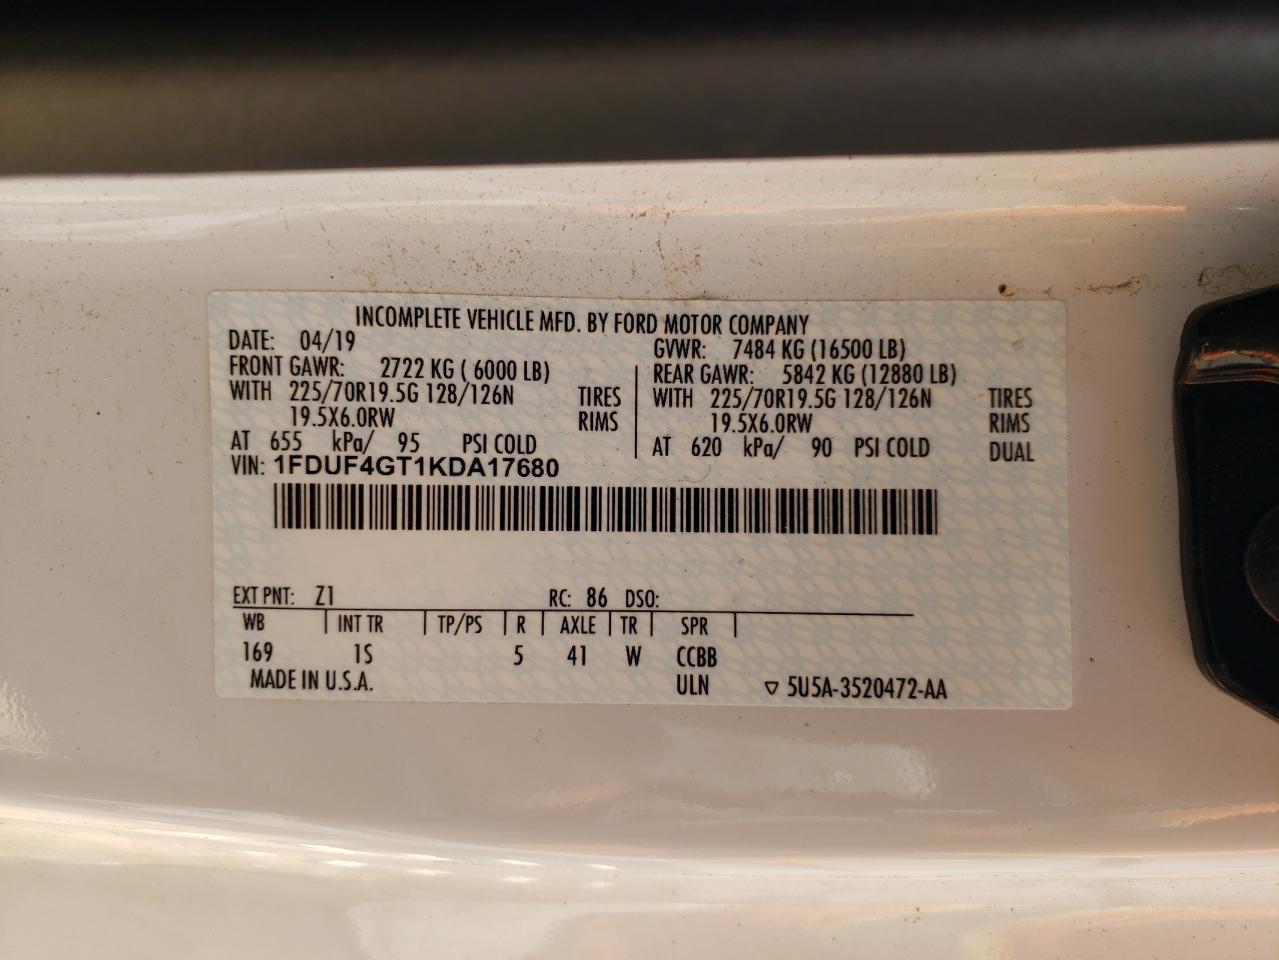 INCOMPLETE VEHICLE MFD. BY FORD MOTOR COMPANY
DATE: 04/19 GVWR: 7484 KG (16500 LB)
FRONT GAWR: 2722 KG ( 6000 LB) REAR GAWR: 5842 KG (12880 LB)
WITH 225/70R19.5G 128/126N TIRES WITH 225/70R19.5G 128/126N TIRES
19.5X6.0RW RIMS 19.5X6.0RW RIMS
AT 655 kPa/ 95 PSI COLD AT 620 kPa/ 90 PSI COLD DUAL
VIN: 1FDUF4GT1KDA17680
EXT PNT: Z1 RC: 86 DSO:
WB INT TR TP/PS R AXLE TR SPR
169 1S 5 41 W CCBB
MADE IN U.S.A. ULN ▽ 5U5A-3520472-AA